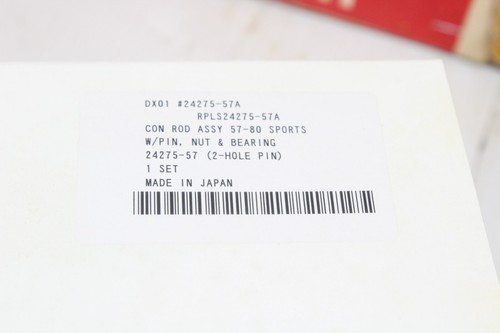 DX01 #24275-57A
RPLS24275-57A
CON ROD ASSY 57-80 SPORTS
W/PIN, NUT & BEARING
24275-57 (2-HOLE PIN)
1 SET
MADE IN JAPAN